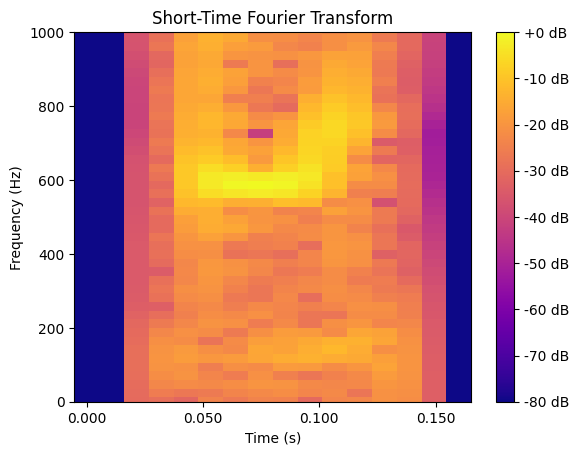 Short-Time Fourier Transform
1000
800
600
400
200
0
Frequency (Hz)
0.000
0.050
0.100
0.150
Time (s)
+0 dB
-10 dB
-20 dB
-30 dB
-40 dB
-50 dB
-60 dB
-70 dB
-80 dB